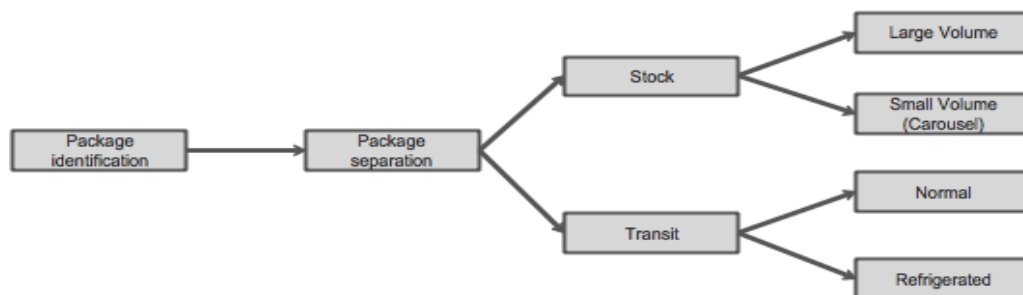 Package
identification
Package
separation
Stock
Transit
Large Volume
Small Volume
(Carousel)
Normal
Refrigerated